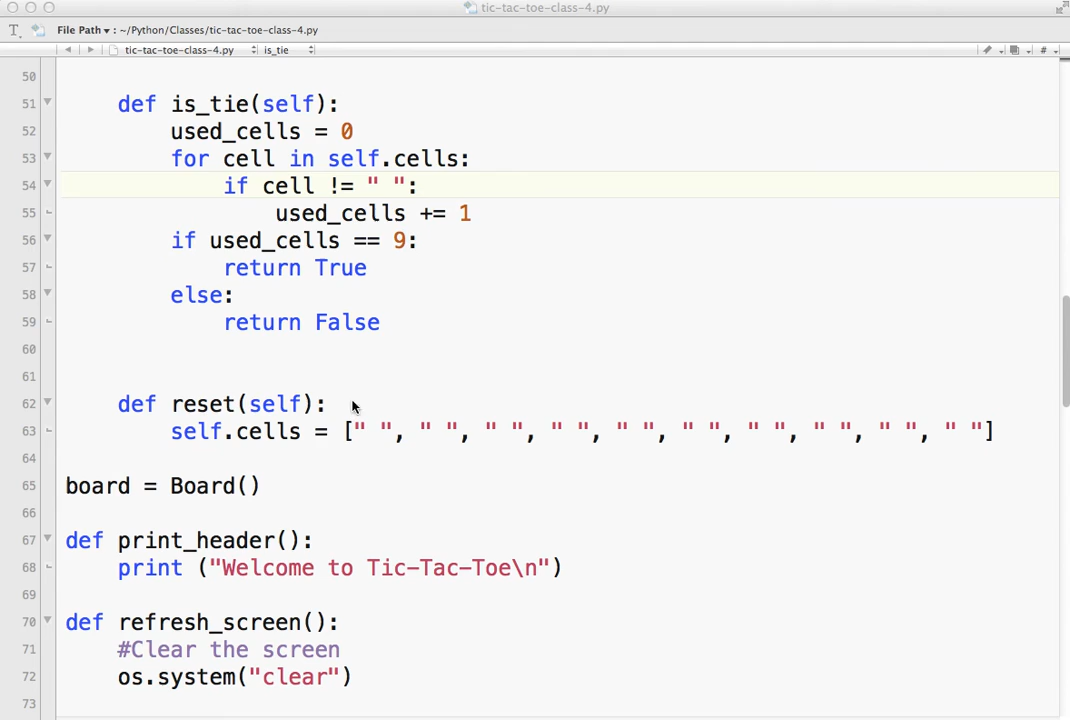 tic-tac-toe-class-4.py
File Path ▾ : ~/Python/Classes/tic-tac-toe-class-4.py
tic-tac-toe-class-4.py is_tie #
50
51 def is_tie(self):
52 used_cells = 0
53 for cell in self.cells:
54 if cell != " ":
55 used_cells += 1
56 if used_cells == 9:
57 return True
58 else:
59 return False
60
61
62 def reset(self):
63 self.cells = [" ", " ", " ", " ", " ", " ", " ", " ", " ", " "]
64
65 board = Board()
66
67 def print_header():
68 print ("Welcome to Tic-Tac-Toe\n")
69
70 def refresh_screen():
71 #Clear the screen
72 os.system("clear")
73